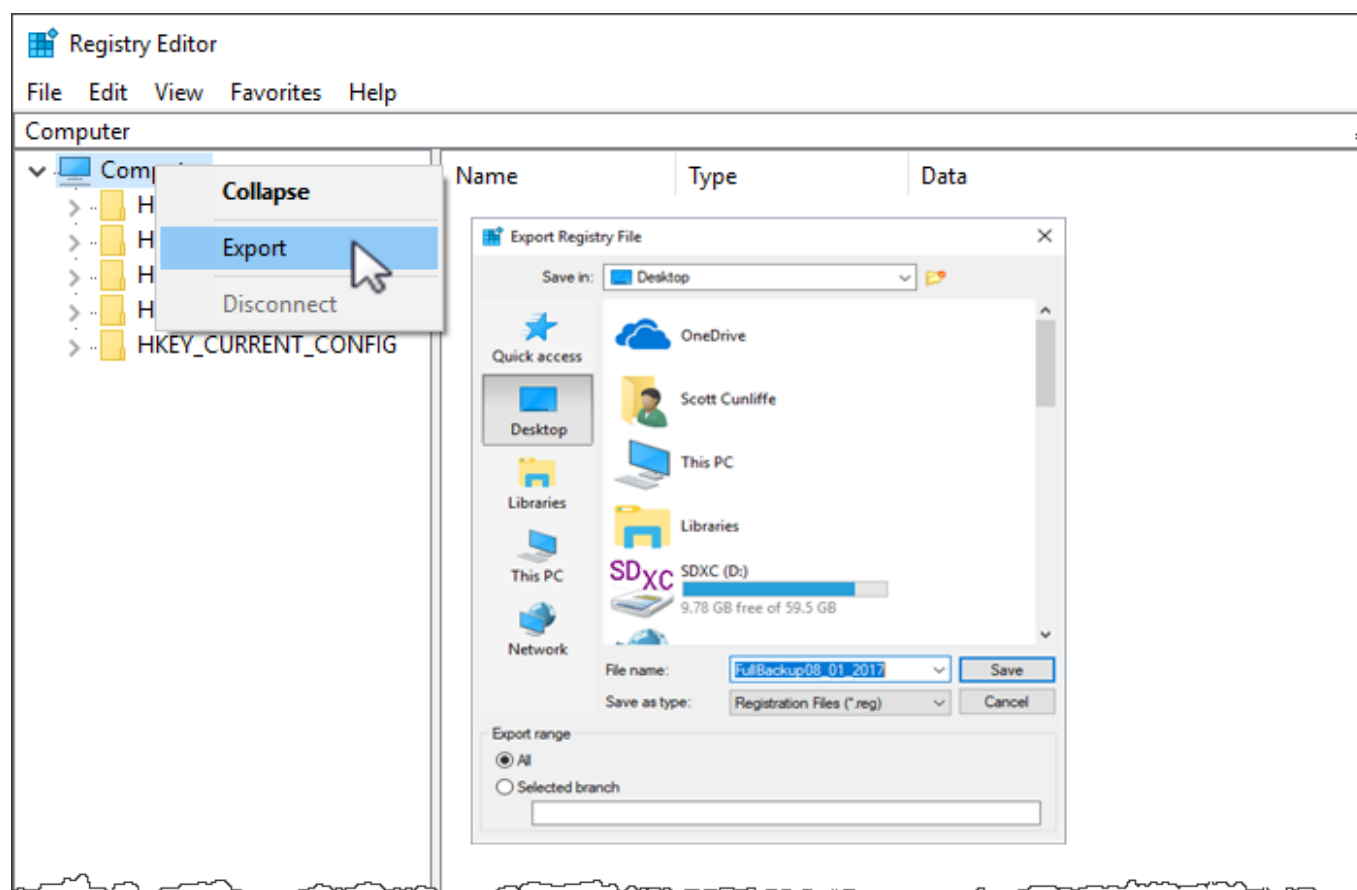 Registry Editor
File Edit View Favorites Help
Computer
Name Type Data
Collapse
H
H
Export
H
H
Disconnect
HKEY_CURRENT_CONFIG
Export Registry File
Save in: Desktop
Quick access
Desktop
Libraries
This PC
Network
OneDrive
Scott Cunliffe
This PC
Libraries
SDXC SDXC (D:)
9.78 GB free of 59.5 GB
File name: FullBackup08_01_2017 Save
Save as type: Registration Files (*.reg) Cancel
Export range
All
Selected branch